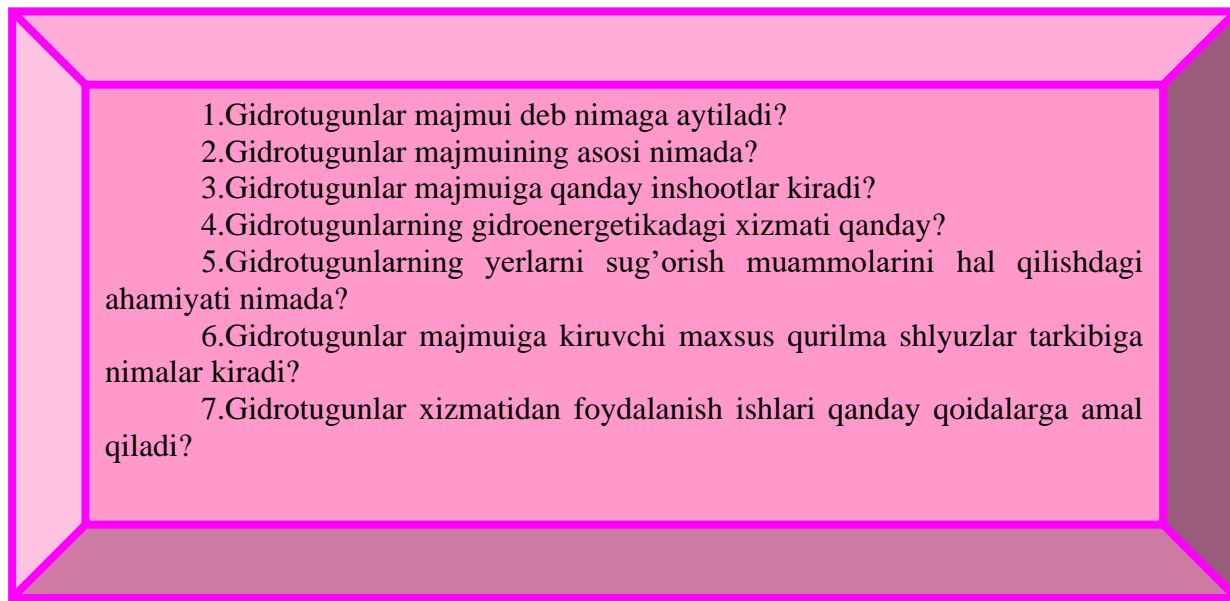 1.Gidrotugunlar majmui deb nimaga aytiladi?
2.Gidrotugunlar majmuining asosi nimada?
3.Gidrotugunlar majmuiga qanday inshootlar kiradi?
4.Gidrotugunlarning gidroenergetikadagi xizmati qanday?
5.Gidrotugunlarning yerlarni sug’orish muammolarini hal qilishdagi
ahamiyati nimada?
6.Gidrotugunlar majmuiga kiruvchi maxsus qurilma shlyuzlar tarkibiga
nimalar kiradi?
7.Gidrotugunlar xizmatidan foydalanish ishlari qanday qoidalarga amal
qiladi?